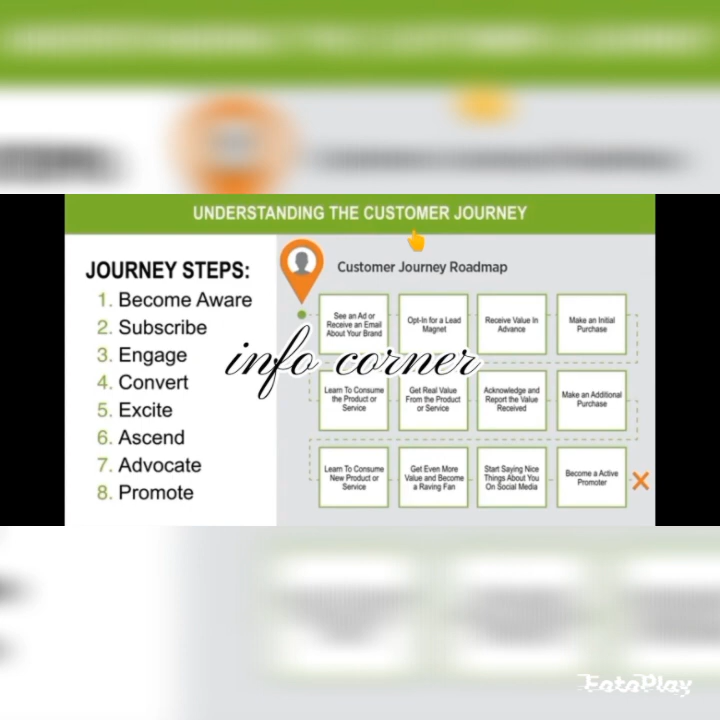 UNDERSTANDING THE CUSTOMER JOURNEY
JOURNEY STEPS:
1. Become Aware
2. Subscribe
3. Engage
4. Convert
5. Excite
6. Ascend
7. Advocate
8. Promote
Customer Journey Roadmap
See an Ad or
Receive an Email
About Your Brand
Opt-In for a Lead
Magnet
Receive Value In
Advance
Make an Initial
Purchase
info corner
Learn To Consume
the Product or
Service
Get Real Value
From the Product
or Service
Acknowledge and
Report the Value
Received
Make an Additional
Purchase
Learn To Consume
New Product or
Service
Get Even More
Value and Become
a Raving Fan
Start Saying Nice
Things About You
On Social Media
Become a Active
Promoter
FotoPlay